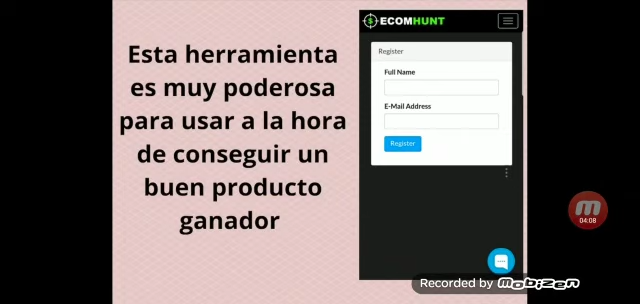 Esta herramienta
es muy poderosa
para usar a la hora
de conseguir un
buen producto
ganador
ECOMHUNT
Register
Full Name
E-Mail Address
Register
04:08
Recorded by MOBIZEN